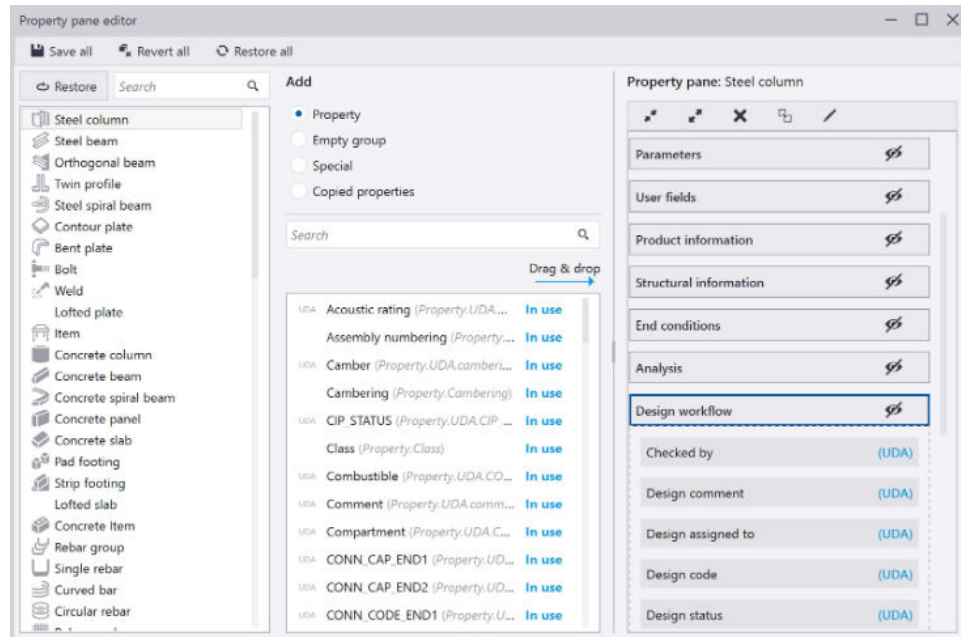 Property pane editor
Save all Revert all Restore all
Restore Search
Steel column
Steel beam
Orthogonal beam
Twin profile
Steel spiral beam
Contour plate
Bent plate
Bolt
Weld
Lofted plate
Item
Concrete column
Concrete beam
Concrete spiral beam
Concrete panel
Concrete slab
Pad footing
Strip footing
Lofted slab
Concrete Item
Rebar group
Single rebar
Curved bar
Circular rebar
Add
Property
Empty group
Special
Copied properties
Search
Drag & drop
UDA Acoustic rating (Property.UDA.... In use
Assembly numbering (Property.... In use
UDA Camber (Property.UDA.camberi... In use
Cambering (Property.Cambering) In use
UDA CIP_STATUS (Property.UDA.CIP_... In use
Class (Property.Class) In use
UDA Combustible (Property.UDA.CO... In use
UDA Comment (Property.UDA.comm... In use
UDA Compartment (Property.UDA.C... In use
UDA CONN_CAP_END1 (Property.UD... In use
UDA CONN_CAP_END2 (Property.UD... In use
UDA CONN_CODE_END1 (Property.U... In use
Property pane: Steel column
Parameters
User fields
Product information
Structural information
End conditions
Analysis
Design workflow
Checked by (UDA)
Design comment (UDA)
Design assigned to (UDA)
Design code (UDA)
Design status (UDA)